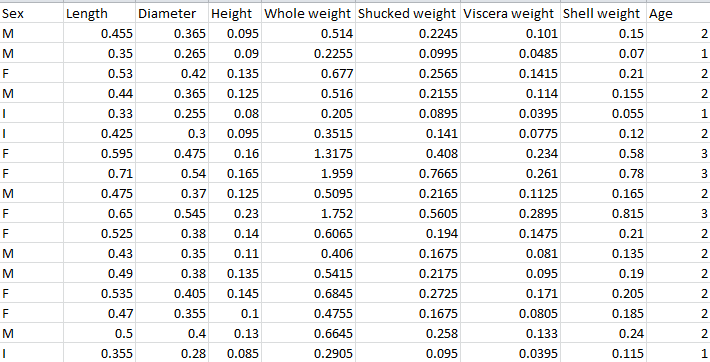 Sex Length Diameter Height Whole weight Shucked weight Viscera weight Shell weight Age
M 0.455 0.365 0.095 0.514 0.2245 0.101 0.15 2
M 0.35 0.265 0.09 0.2255 0.0995 0.0485 0.07 1
F 0.53 0.42 0.135 0.677 0.2565 0.1415 0.21 2
M 0.44 0.365 0.125 0.516 0.2155 0.114 0.155 2
I 0.33 0.255 0.08 0.205 0.0895 0.0395 0.055 1
I 0.425 0.3 0.095 0.3515 0.141 0.0775 0.12 2
F 0.595 0.475 0.16 1.3175 0.408 0.234 0.58 3
F 0.71 0.54 0.165 1.959 0.7665 0.261 0.78 3
M 0.475 0.37 0.125 0.5095 0.2165 0.1125 0.165 2
F 0.65 0.545 0.23 1.752 0.5605 0.2895 0.815 3
F 0.525 0.38 0.14 0.6065 0.194 0.1475 0.21 2
M 0.43 0.35 0.11 0.406 0.1675 0.081 0.135 2
M 0.49 0.38 0.135 0.5415 0.2175 0.095 0.19 2
F 0.535 0.405 0.145 0.6845 0.2725 0.171 0.205 2
F 0.47 0.355 0.1 0.4755 0.1675 0.0805 0.185 2
M 0.5 0.4 0.13 0.6645 0.258 0.133 0.24 2
I 0.355 0.28 0.085 0.2905 0.095 0.0395 0.115 1